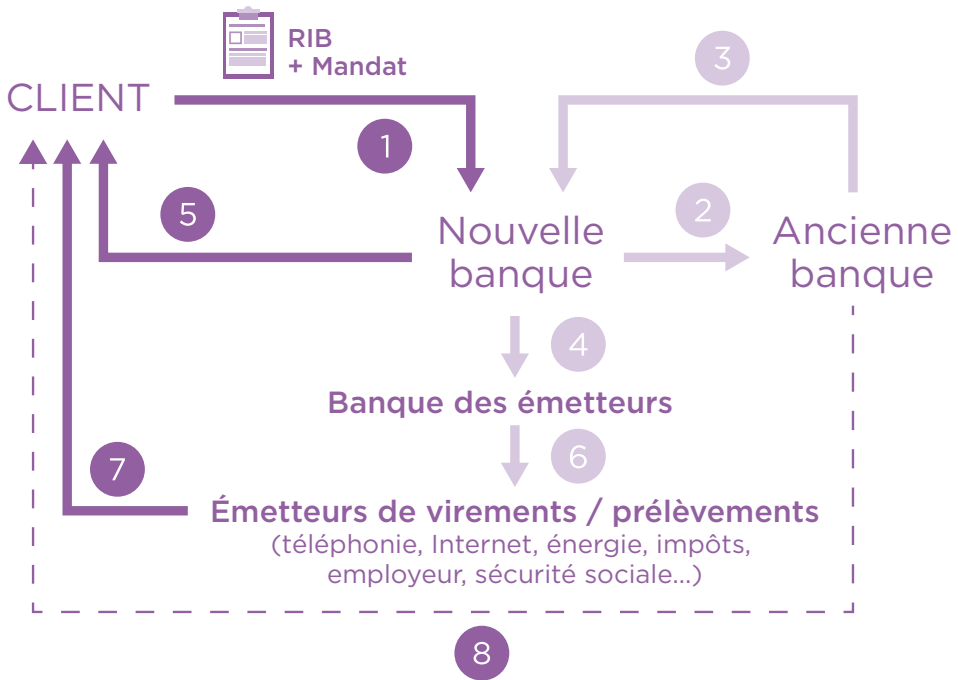 RIB
+ Mandat
3
CLIENT
1
5
2
Nouvelle
banque
Ancienne
banque
4
Banque des émetteurs
6
7
Émetteurs de virements / prélèvements
(téléphonie, Internet, énergie, impôts,
employeur, sécurité sociale...)
8